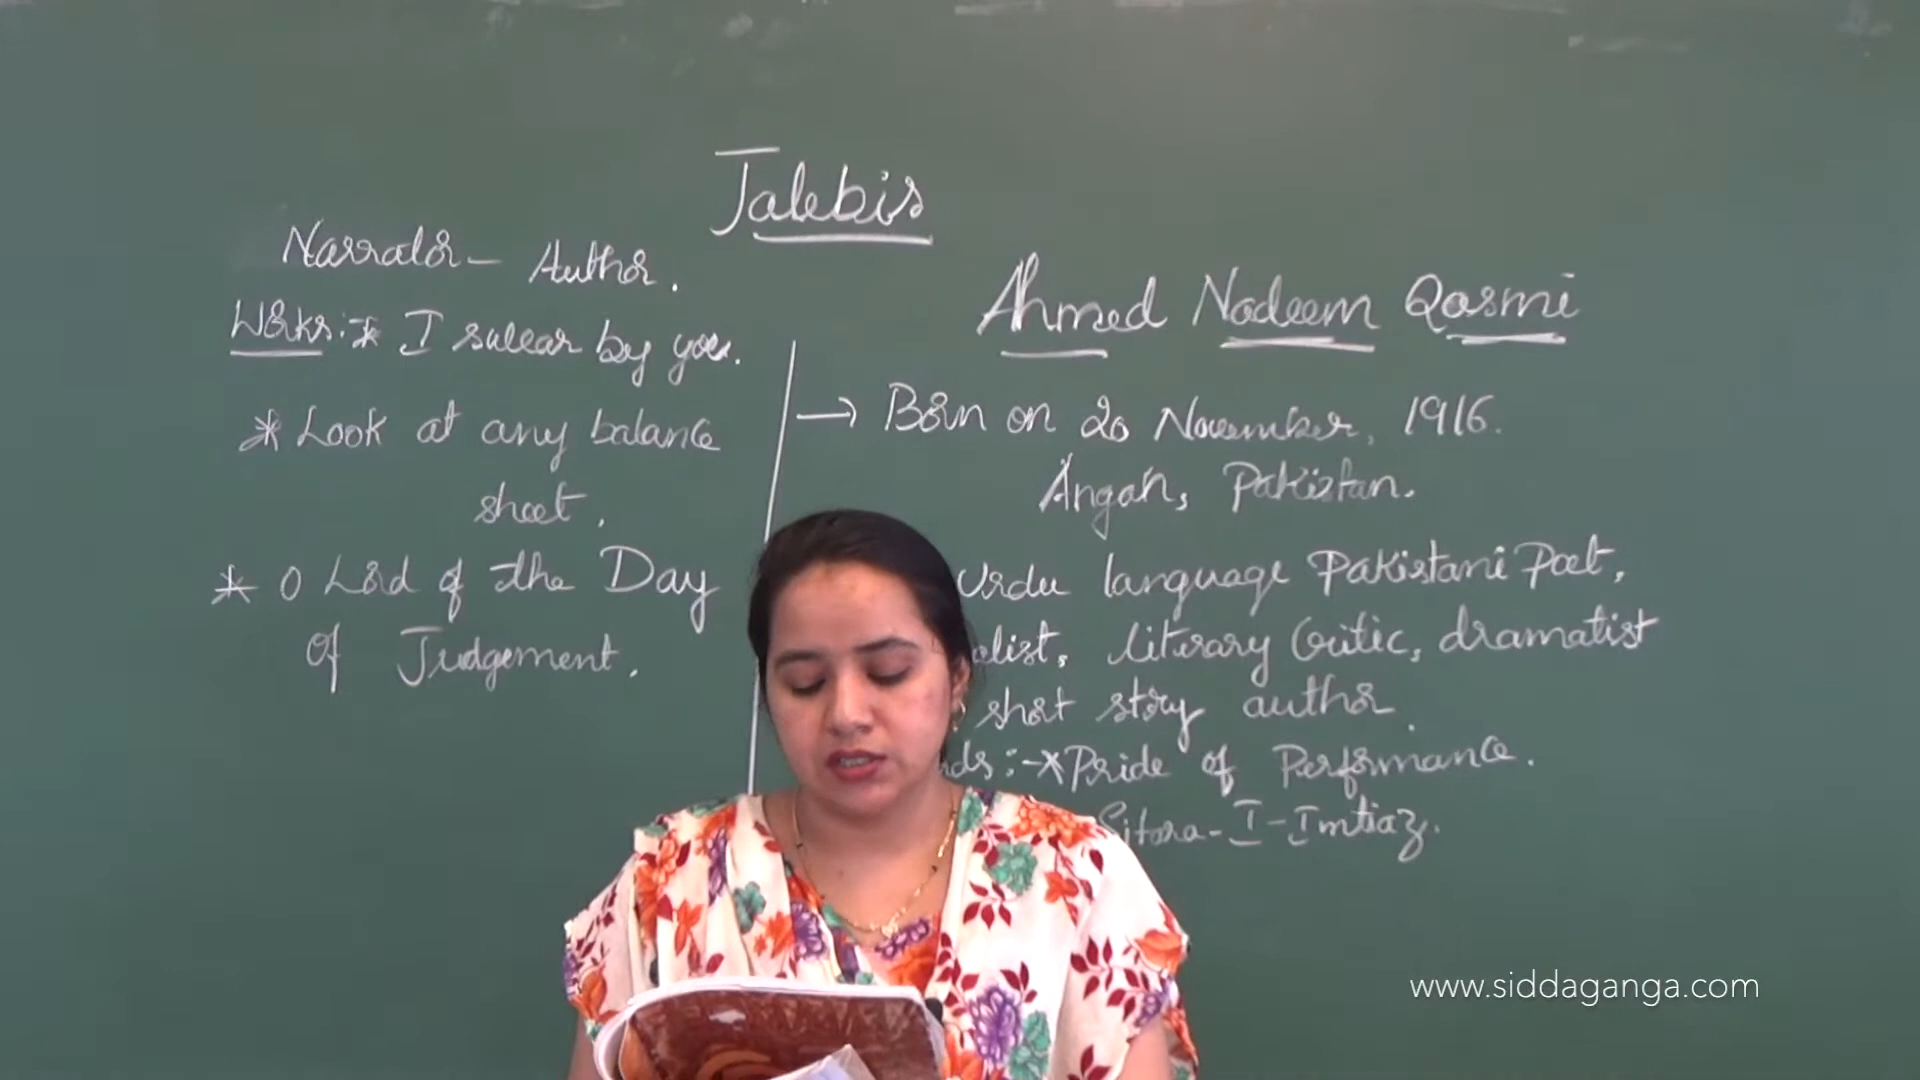 Jalebis
Narrator - Author.
Works: * I swear by you.
* Look at any balance
sheet.
* O Lord of the Day
of Judgement.
Ahmed Nadeem Qasmi
→ Born on 20 November, 1916.
Angah, Pakistan.
Urdu language Pakistani Poet,
literary Critic, dramatist
short story author.
:-* Pride of Performance.
Sitara-I-Imtiaz.
www.siddaganga.com